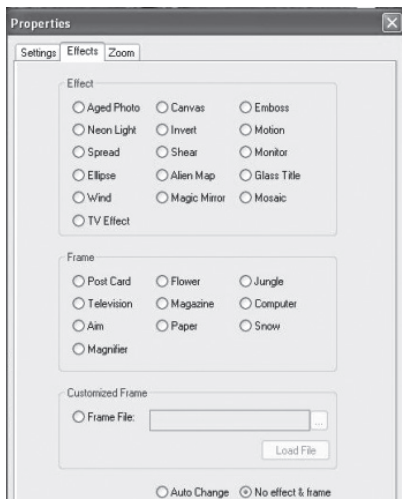 Properties
Settings Effects Zoom
Effect
Aged Photo Canvas Emboss
Neon Light Invert Motion
Spread Shear Monitor
Ellipse Alien Map Glass Title
Wind Magic Mirror Mosaic
TV Effect
Frame
Post Card Flower Jungle
Television Magazine Computer
Aim Paper Snow
Magnifier
Customized Frame
Frame File: ...
Load File
Auto Change No effect & frame